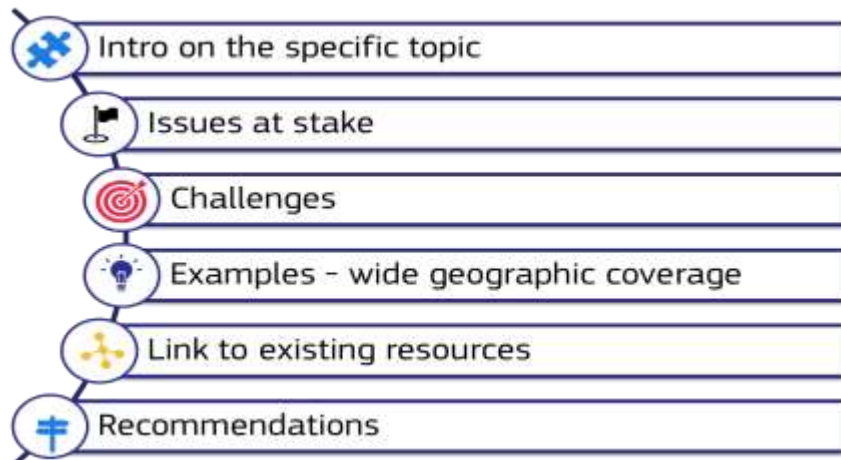 Intro on the specific topic
Issues at stake
Challenges
Examples - wide geographic coverage
Link to existing resources
Recommendations